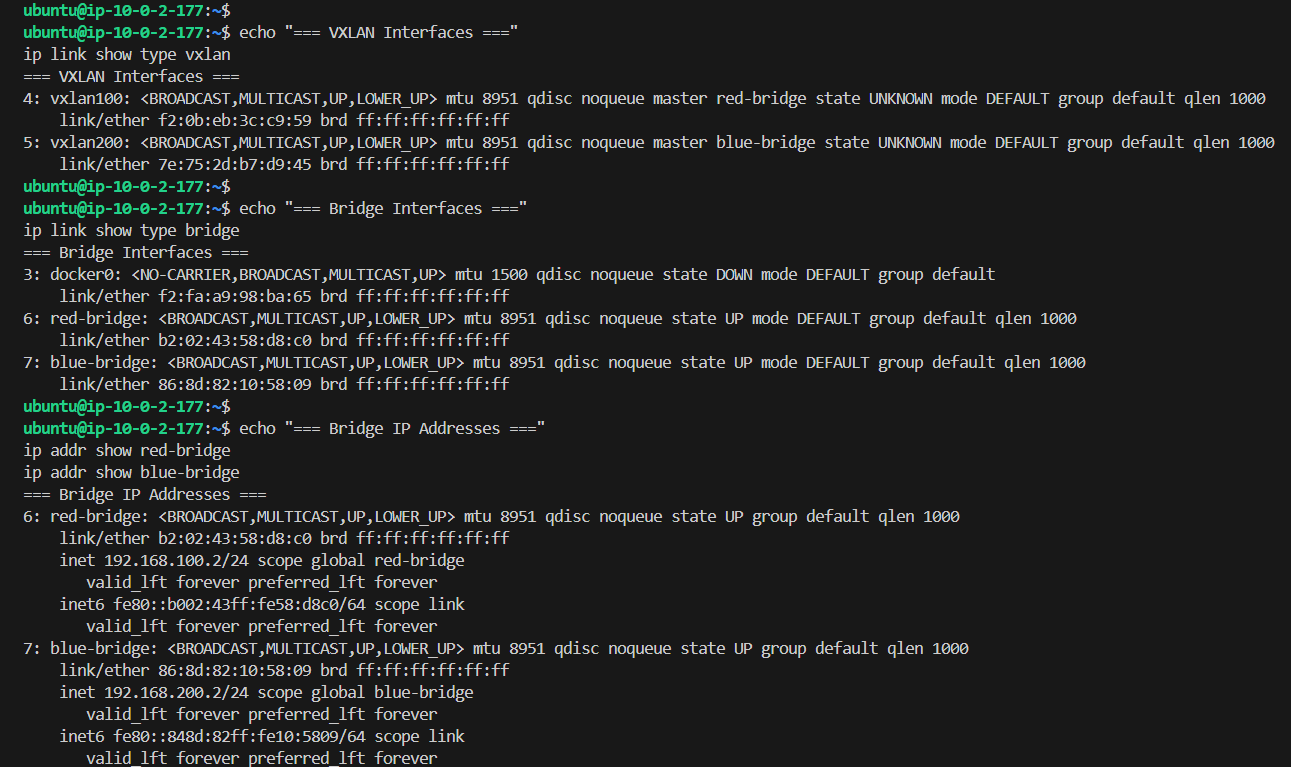 ubuntu@ip-10-0-2-177:~$
ubuntu@ip-10-0-2-177:~$ echo "=== VXLAN Interfaces ==="
ip link show type vxlan
=== VXLAN Interfaces ===
4: vxlan100: <BROADCAST,MULTICAST,UP,LOWER_UP> mtu 8951 qdisc noqueue master red-bridge state UNKNOWN mode DEFAULT group default qlen 1000
    link/ether f2:0b:eb:3c:c9:59 brd ff:ff:ff:ff:ff:ff
5: vxlan200: <BROADCAST,MULTICAST,UP,LOWER_UP> mtu 8951 qdisc noqueue master blue-bridge state UNKNOWN mode DEFAULT group default qlen 1000
    link/ether 7e:75:2d:b7:d9:45 brd ff:ff:ff:ff:ff:ff
ubuntu@ip-10-0-2-177:~$
ubuntu@ip-10-0-2-177:~$ echo "=== Bridge Interfaces ==="
ip link show type bridge
=== Bridge Interfaces ===
3: docker0: <NO-CARRIER,BROADCAST,MULTICAST,UP> mtu 1500 qdisc noqueue state DOWN mode DEFAULT group default
    link/ether f2:fa:a9:98:ba:65 brd ff:ff:ff:ff:ff:ff
6: red-bridge: <BROADCAST,MULTICAST,UP,LOWER_UP> mtu 8951 qdisc noqueue state UP mode DEFAULT group default qlen 1000
    link/ether b2:02:43:58:d8:c0 brd ff:ff:ff:ff:ff:ff
7: blue-bridge: <BROADCAST,MULTICAST,UP,LOWER_UP> mtu 8951 qdisc noqueue state UP mode DEFAULT group default qlen 1000
    link/ether 86:8d:82:10:58:09 brd ff:ff:ff:ff:ff:ff
ubuntu@ip-10-0-2-177:~$
ubuntu@ip-10-0-2-177:~$ echo "=== Bridge IP Addresses ==="
ip addr show red-bridge
ip addr show blue-bridge
=== Bridge IP Addresses ===
6: red-bridge: <BROADCAST,MULTICAST,UP,LOWER_UP> mtu 8951 qdisc noqueue state UP group default qlen 1000
    link/ether b2:02:43:58:d8:c0 brd ff:ff:ff:ff:ff:ff
    inet 192.168.100.2/24 scope global red-bridge
       valid_lft forever preferred_lft forever
    inet6 fe80::b002:43ff:fe58:d8c0/64 scope link
       valid_lft forever preferred_lft forever
7: blue-bridge: <BROADCAST,MULTICAST,UP,LOWER_UP> mtu 8951 qdisc noqueue state UP group default qlen 1000
    link/ether 86:8d:82:10:58:09 brd ff:ff:ff:ff:ff:ff
    inet 192.168.200.2/24 scope global blue-bridge
       valid_lft forever preferred_lft forever
    inet6 fe80::848d:82ff:fe10:5809/64 scope link
       valid_lft forever preferred_lft forever